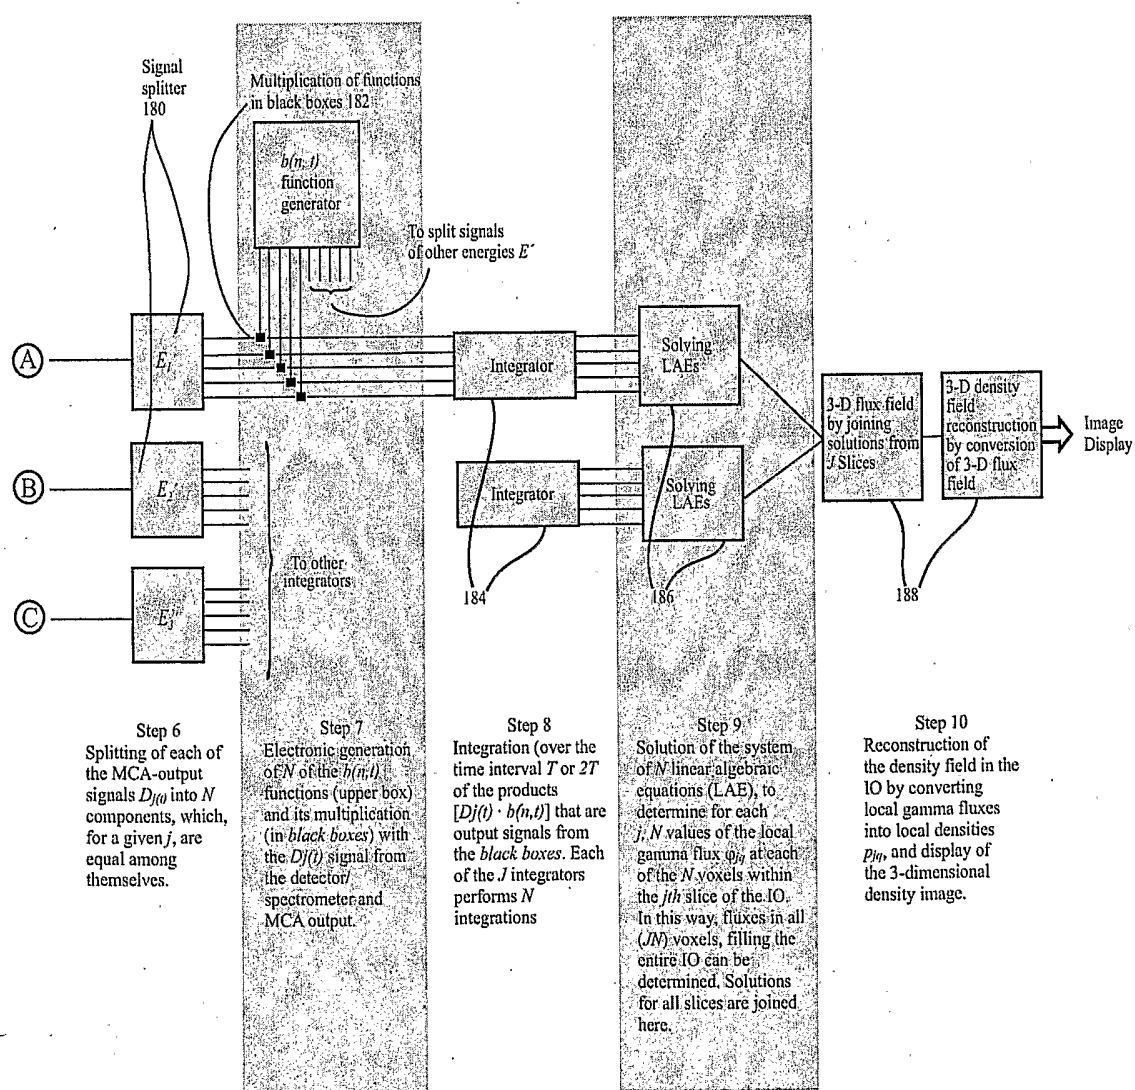 Signal
splitter
180
Multiplication of functions
in black boxes 182
b(n, t)
function
generator
To split signals
of other energies E´
A
E_j
Integrator
Solving
LAEs
3-D flux field
by joining
solutions from
J Slices
3-D density
field
reconstruction
by conversion
of 3-D flux
field
Image
Display
B
E_j′
Integrator
Solving
LAEs
To other
integrators
184
186
188
C
E_j″
Step 6
Splitting of each of
the MCA-output
signals D_j(t) into N
components, which,
for a given j, are
equal among
themselves.
Step 7
Electronic generation
of N of the b(n,t)
functions (upper box)
and its multiplication
(in black boxes) with
the Dj(t) signal from
the detector/
spectrometer and
MCA output.
Step 8
Integration (over the
time interval T or 2T
of the products
[Dj(t) · b(n,t)] that are
output signals from
the black boxes. Each
of the J integrators
performs N
integrations
Step 9
Solution of the system
of N linear algebraic
equations (LAE), to
determine for each
j, N values of the local
gamma flux φ_jq at each
of the N voxels within
the jth slice of the IO.
In this way, fluxes in all
(JN) voxels, filling the
entire IO can be
determined. Solutions
for all slices are joined
here.
Step 10
Reconstruction of
the density field in the
IO by converting
local gamma fluxes
into local densities
p_jq, and display of
the 3-dimensional
density image.